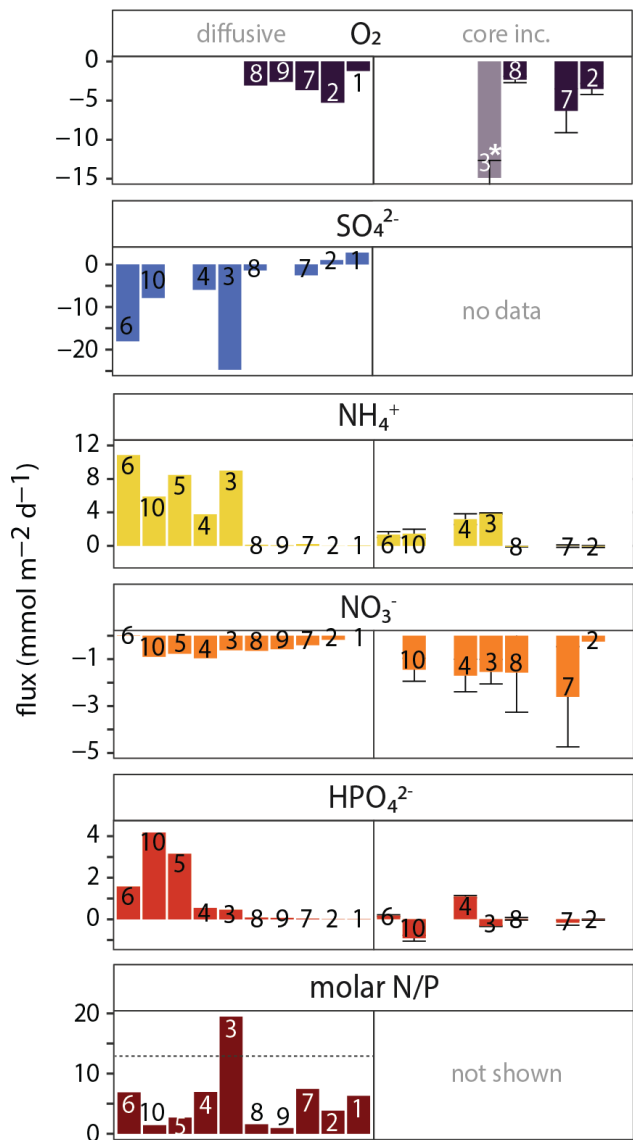 diffusive O₂ core inc.
0
−5
−10
−15
8 9 7 2 1 3* 8 7 2
SO₄²⁻
0
−10
−20
6 10 4 3 8 7 2 1
no data
NH₄⁺
12
8
4
0
6 10 5 4 3 8 9 7 2 1 6 10 4 3 8 7 2
NO₃⁻
−1
−3
−5
6 10 5 4 3 8 9 7 2 1 10 4 3 8 7 2
HPO₄²⁻
4
2
0
6 10 5 4 3 8 9 7 2 1 6 10 4 3 8 7 2
molar N/P
20
10
0
6 10 5 4 3 8 9 7 2 1
not shown
flux (mmol m⁻² d⁻¹)